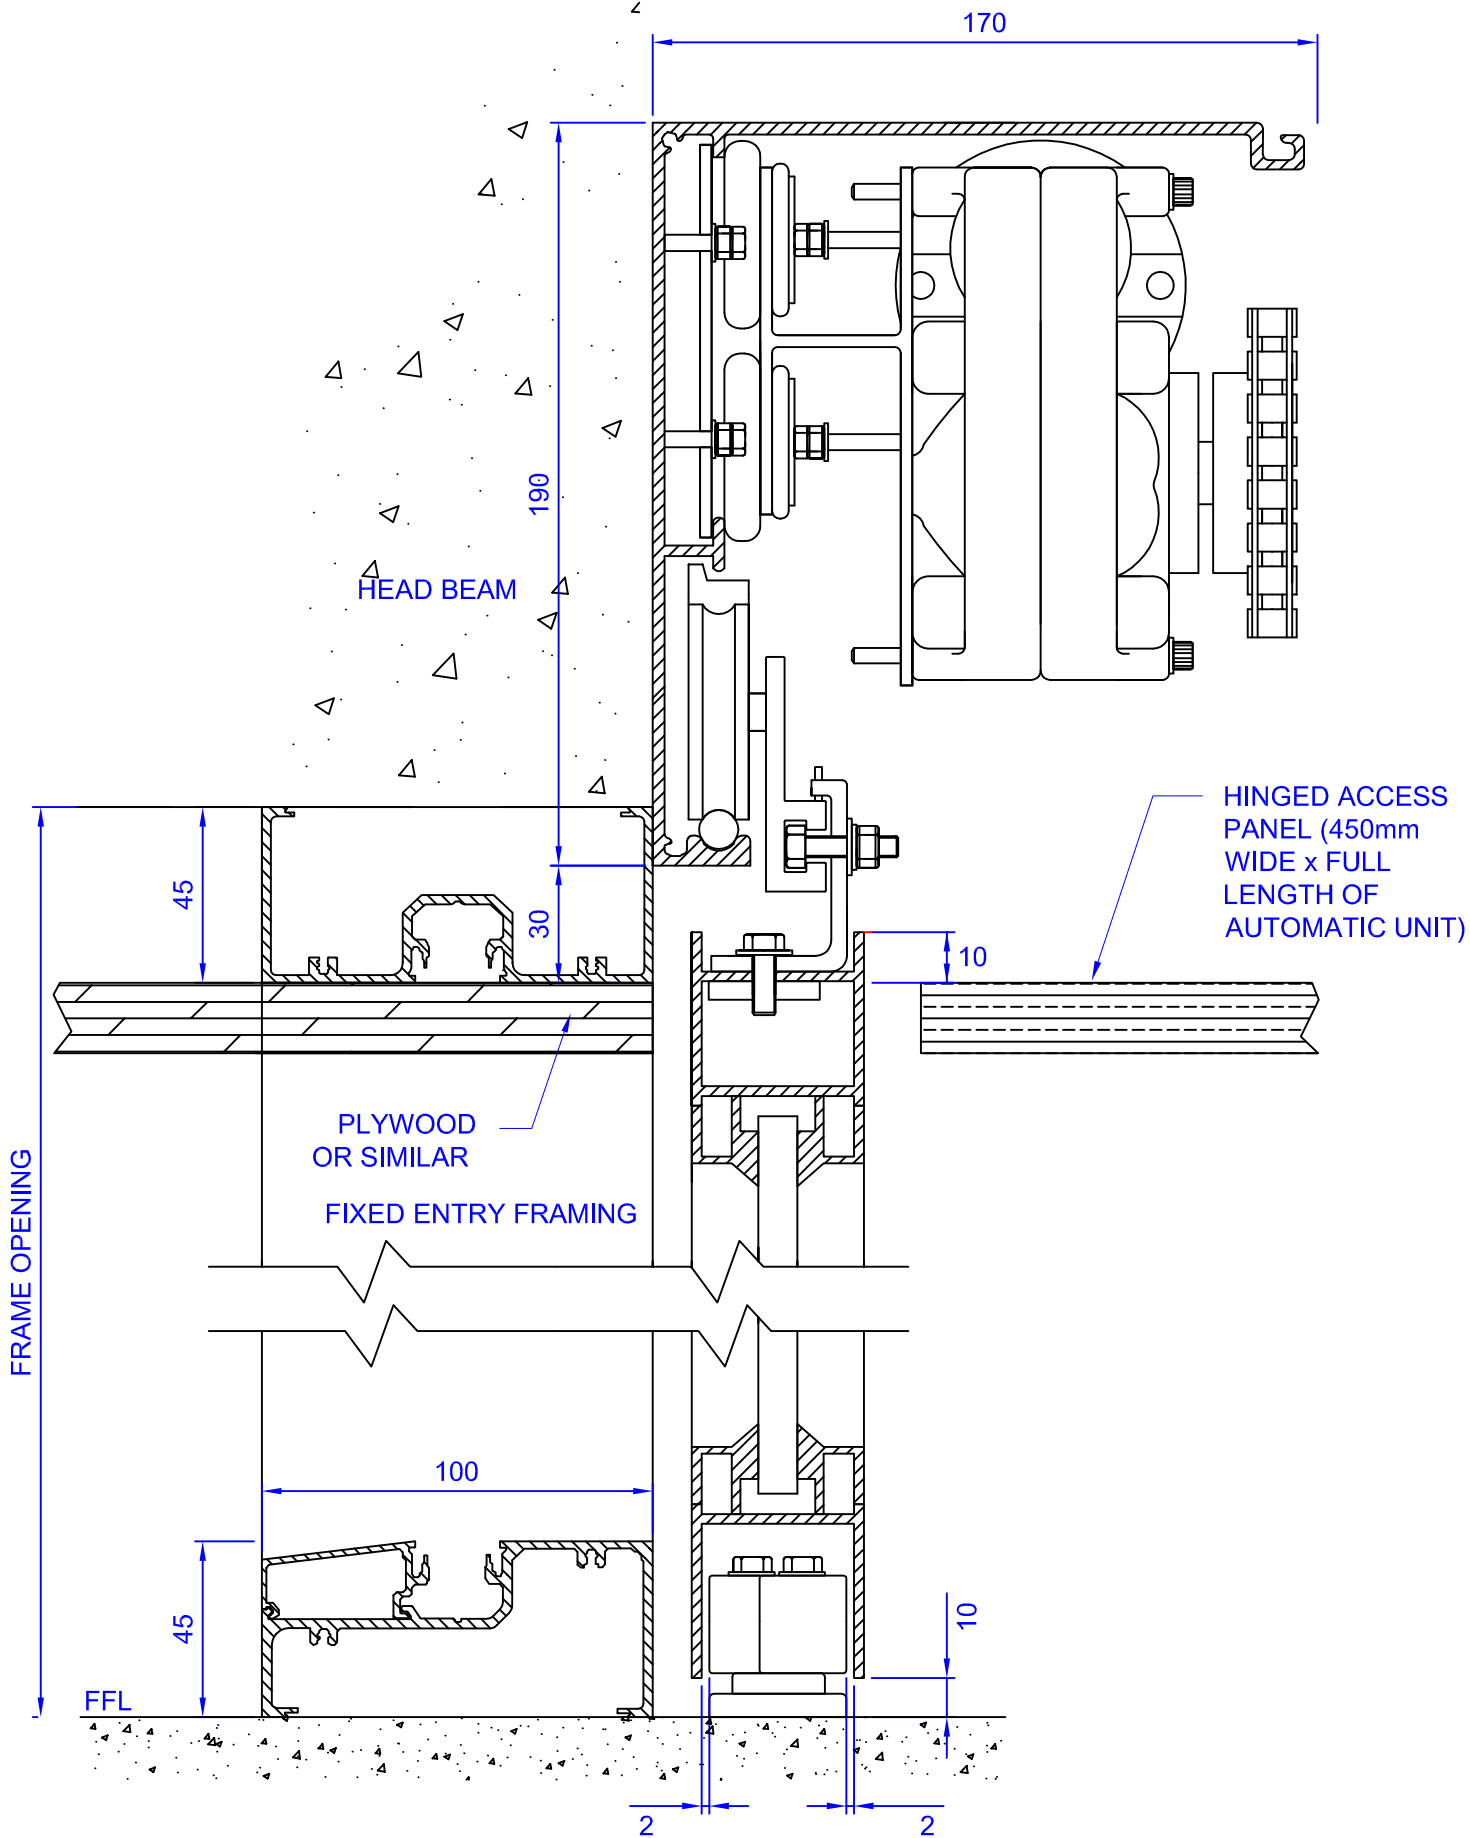 170
190
HEAD BEAM
HINGED ACCESS
PANEL (450mm
WIDE x FULL
LENGTH OF
AUTOMATIC UNIT)
45
30
10
PLYWOOD
OR SIMILAR
FIXED ENTRY FRAMING
FRAME OPENING
100
45
10
FFL
2
2